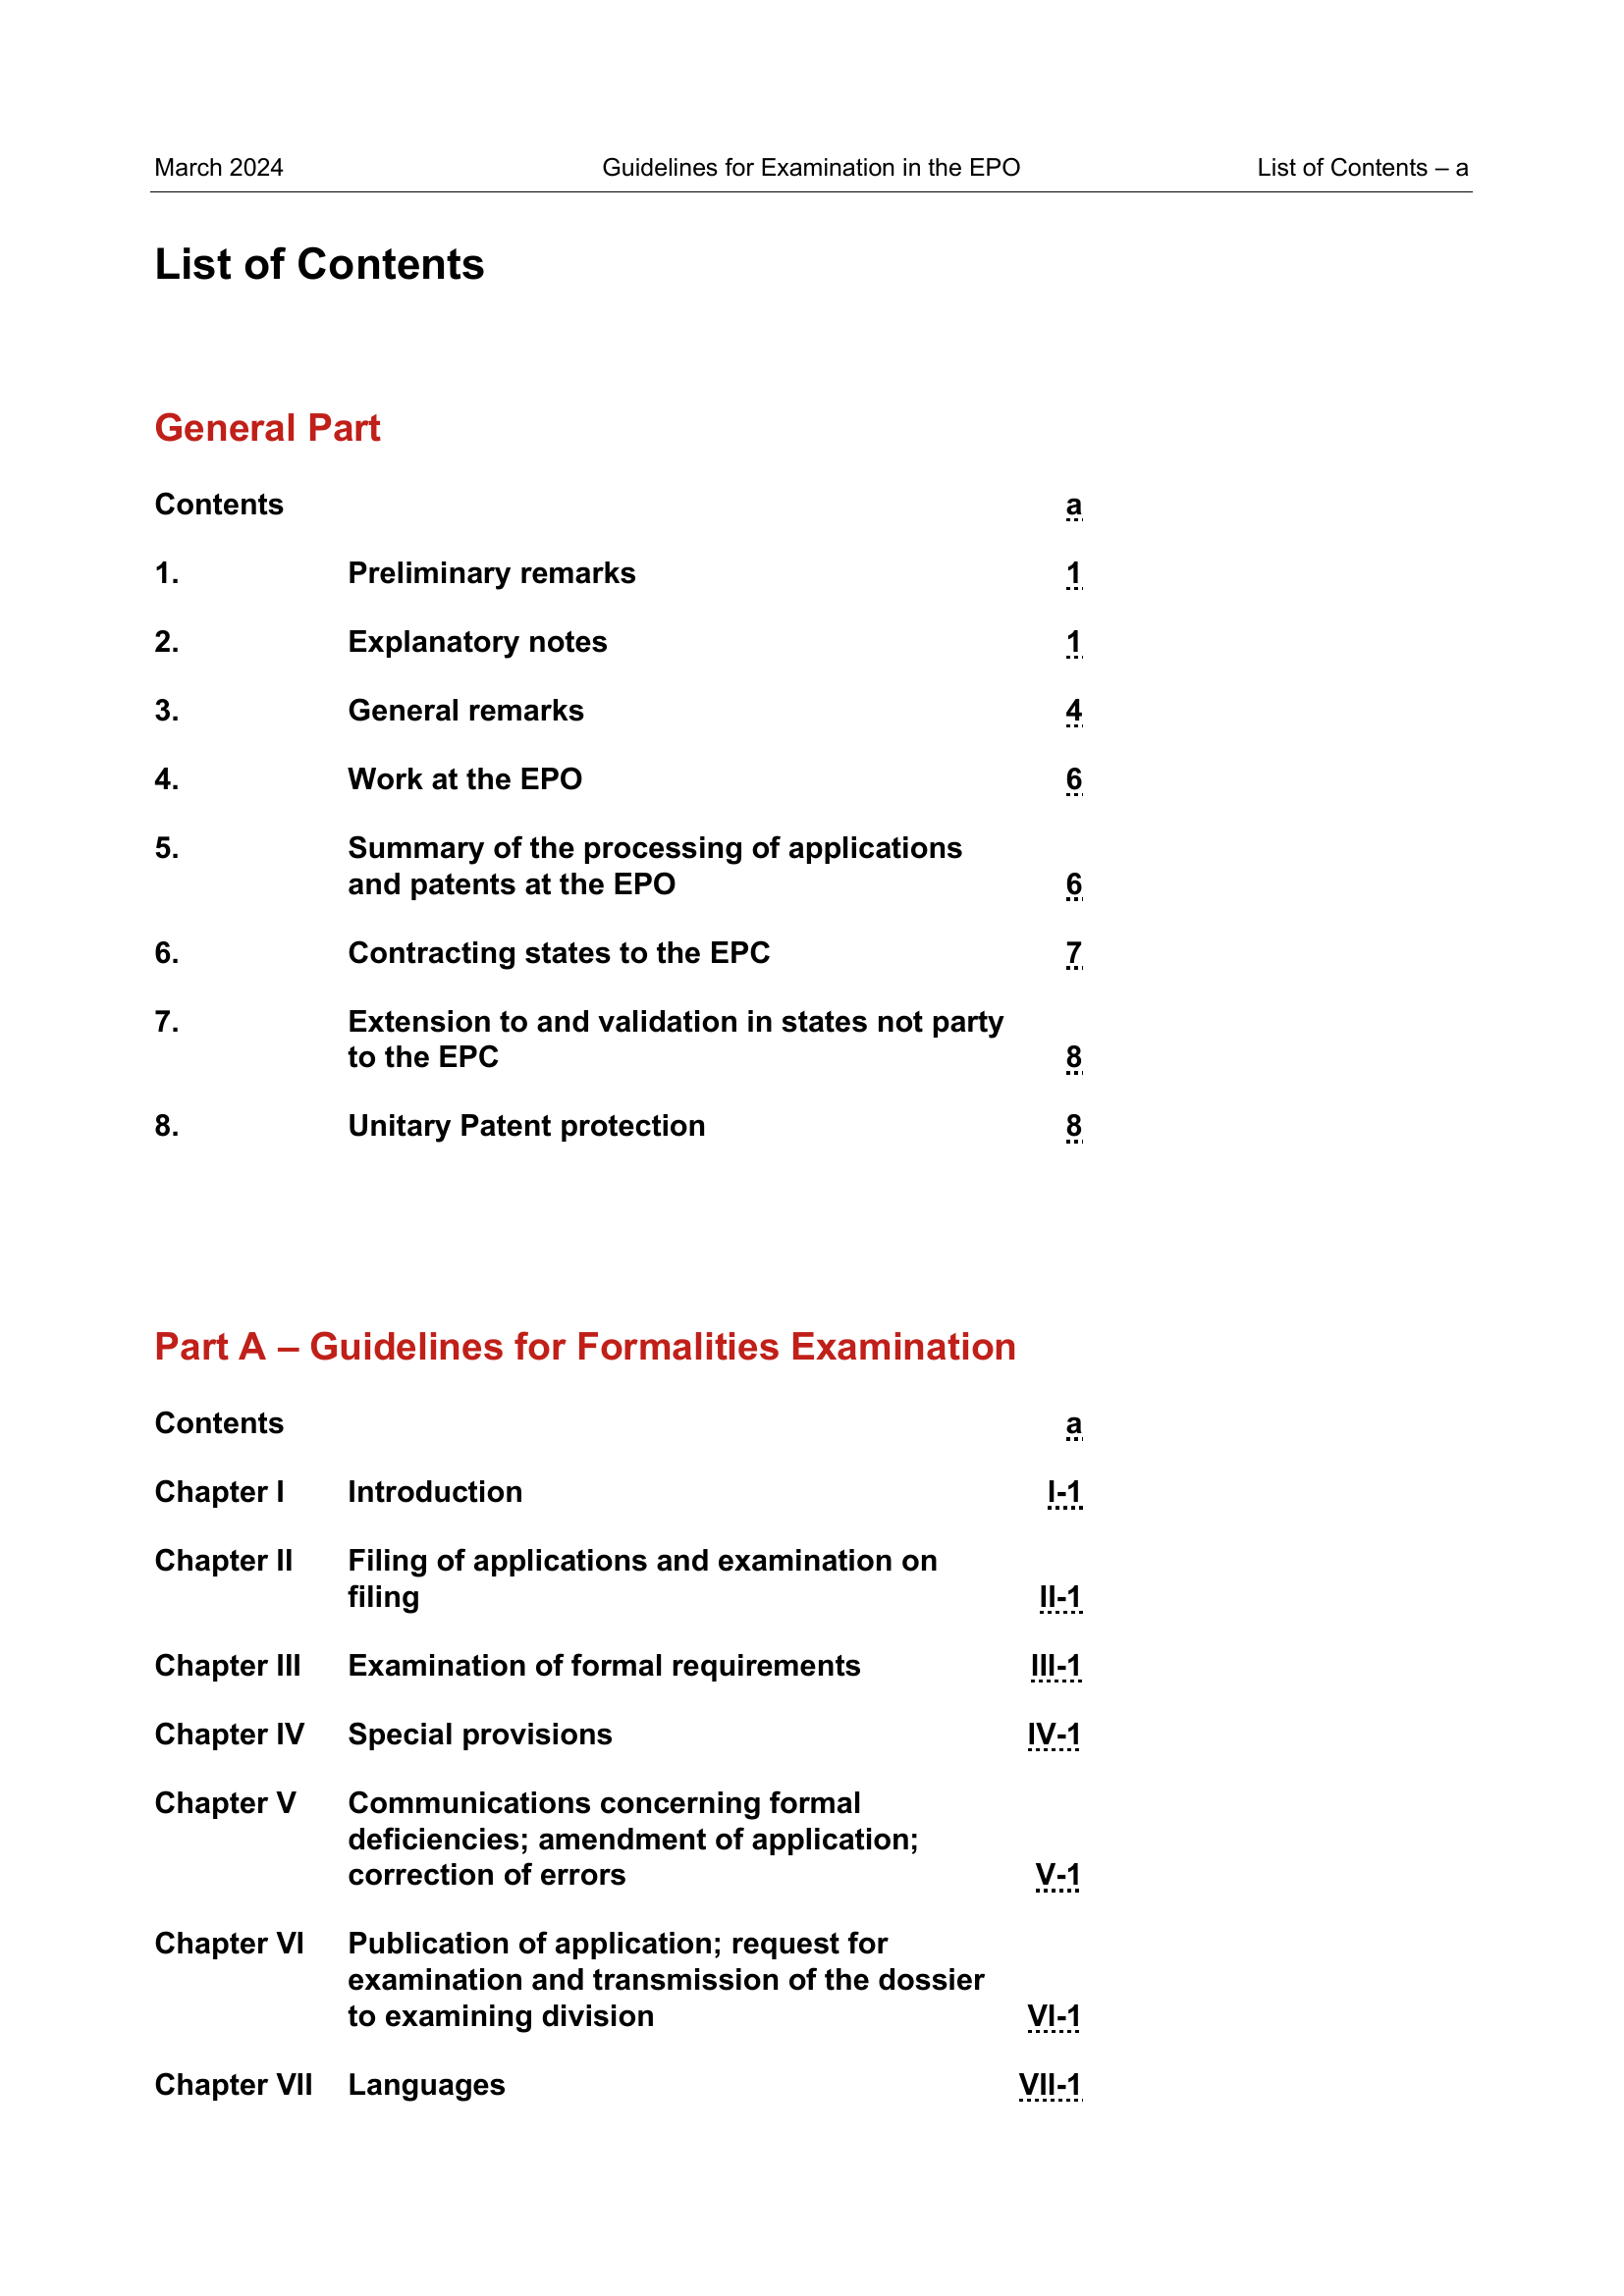 March 2024 Guidelines for Examination in the EPO List of Contents – a
List of Contents
General Part
Contents a
1. Preliminary remarks 1
2. Explanatory notes 1
3. General remarks 4
4. Work at the EPO 6
5. Summary of the processing of applications
and patents at the EPO 6
6. Contracting states to the EPC 7
7. Extension to and validation in states not party
to the EPC 8
8. Unitary Patent protection 8
Part A – Guidelines for Formalities Examination
Contents a
Chapter I Introduction I-1
Chapter II Filing of applications and examination on
filing II-1
Chapter III Examination of formal requirements III-1
Chapter IV Special provisions IV-1
Chapter V Communications concerning formal
deficiencies; amendment of application;
correction of errors V-1
Chapter VI Publication of application; request for
examination and transmission of the dossier
to examining division VI-1
Chapter VII Languages VII-1